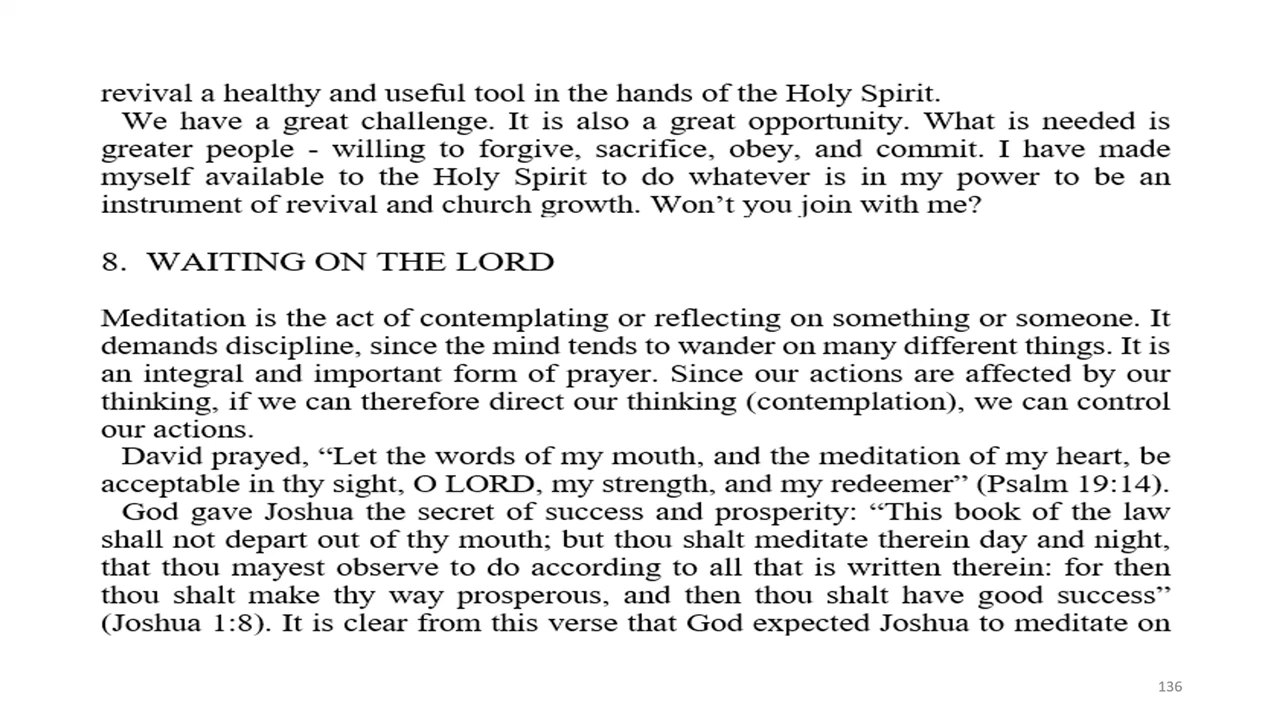 revival a healthy and useful tool in the hands of the Holy Spirit.
We have a great challenge. It is also a great opportunity. What is needed is
greater people - willing to forgive, sacrifice, obey, and commit. I have made
myself available to the Holy Spirit to do whatever is in my power to be an
instrument of revival and church growth. Won’t you join with me?
8. WAITING ON THE LORD
Meditation is the act of contemplating or reflecting on something or someone. It
demands discipline, since the mind tends to wander on many different things. It is
an integral and important form of prayer. Since our actions are affected by our
thinking, if we can therefore direct our thinking (contemplation), we can control
our actions.
David prayed, “Let the words of my mouth, and the meditation of my heart, be
acceptable in thy sight, O LORD, my strength, and my redeemer” (Psalm 19:14).
God gave Joshua the secret of success and prosperity: “This book of the law
shall not depart out of thy mouth; but thou shalt meditate therein day and night,
that thou mayest observe to do according to all that is written therein: for then
thou shalt make thy way prosperous, and then thou shalt have good success”
(Joshua 1:8). It is clear from this verse that God expected Joshua to meditate on
136